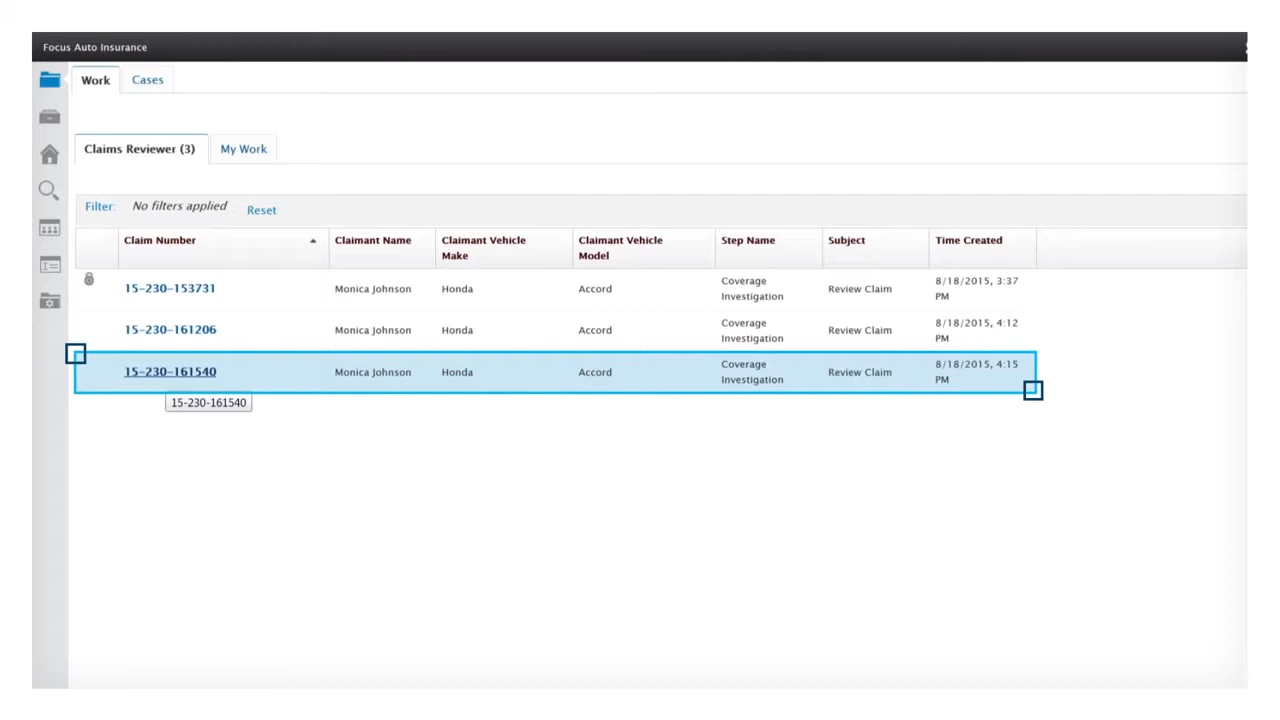 Focus Auto Insurance
Work Cases
Claims Reviewer (3) My Work
Filter: No filters applied Reset
Claim Number Claimant Name Claimant Vehicle Make Claimant Vehicle Model Step Name Subject Time Created
15-230-153731 Monica Johnson Honda Accord Coverage Investigation Review Claim 8/18/2015, 3:37 PM
15-230-161206 Monica Johnson Honda Accord Coverage Investigation Review Claim 8/18/2015, 4:12 PM
15-230-161540 Monica Johnson Honda Accord Coverage Investigation Review Claim 8/18/2015, 4:15 PM
15-230-161540